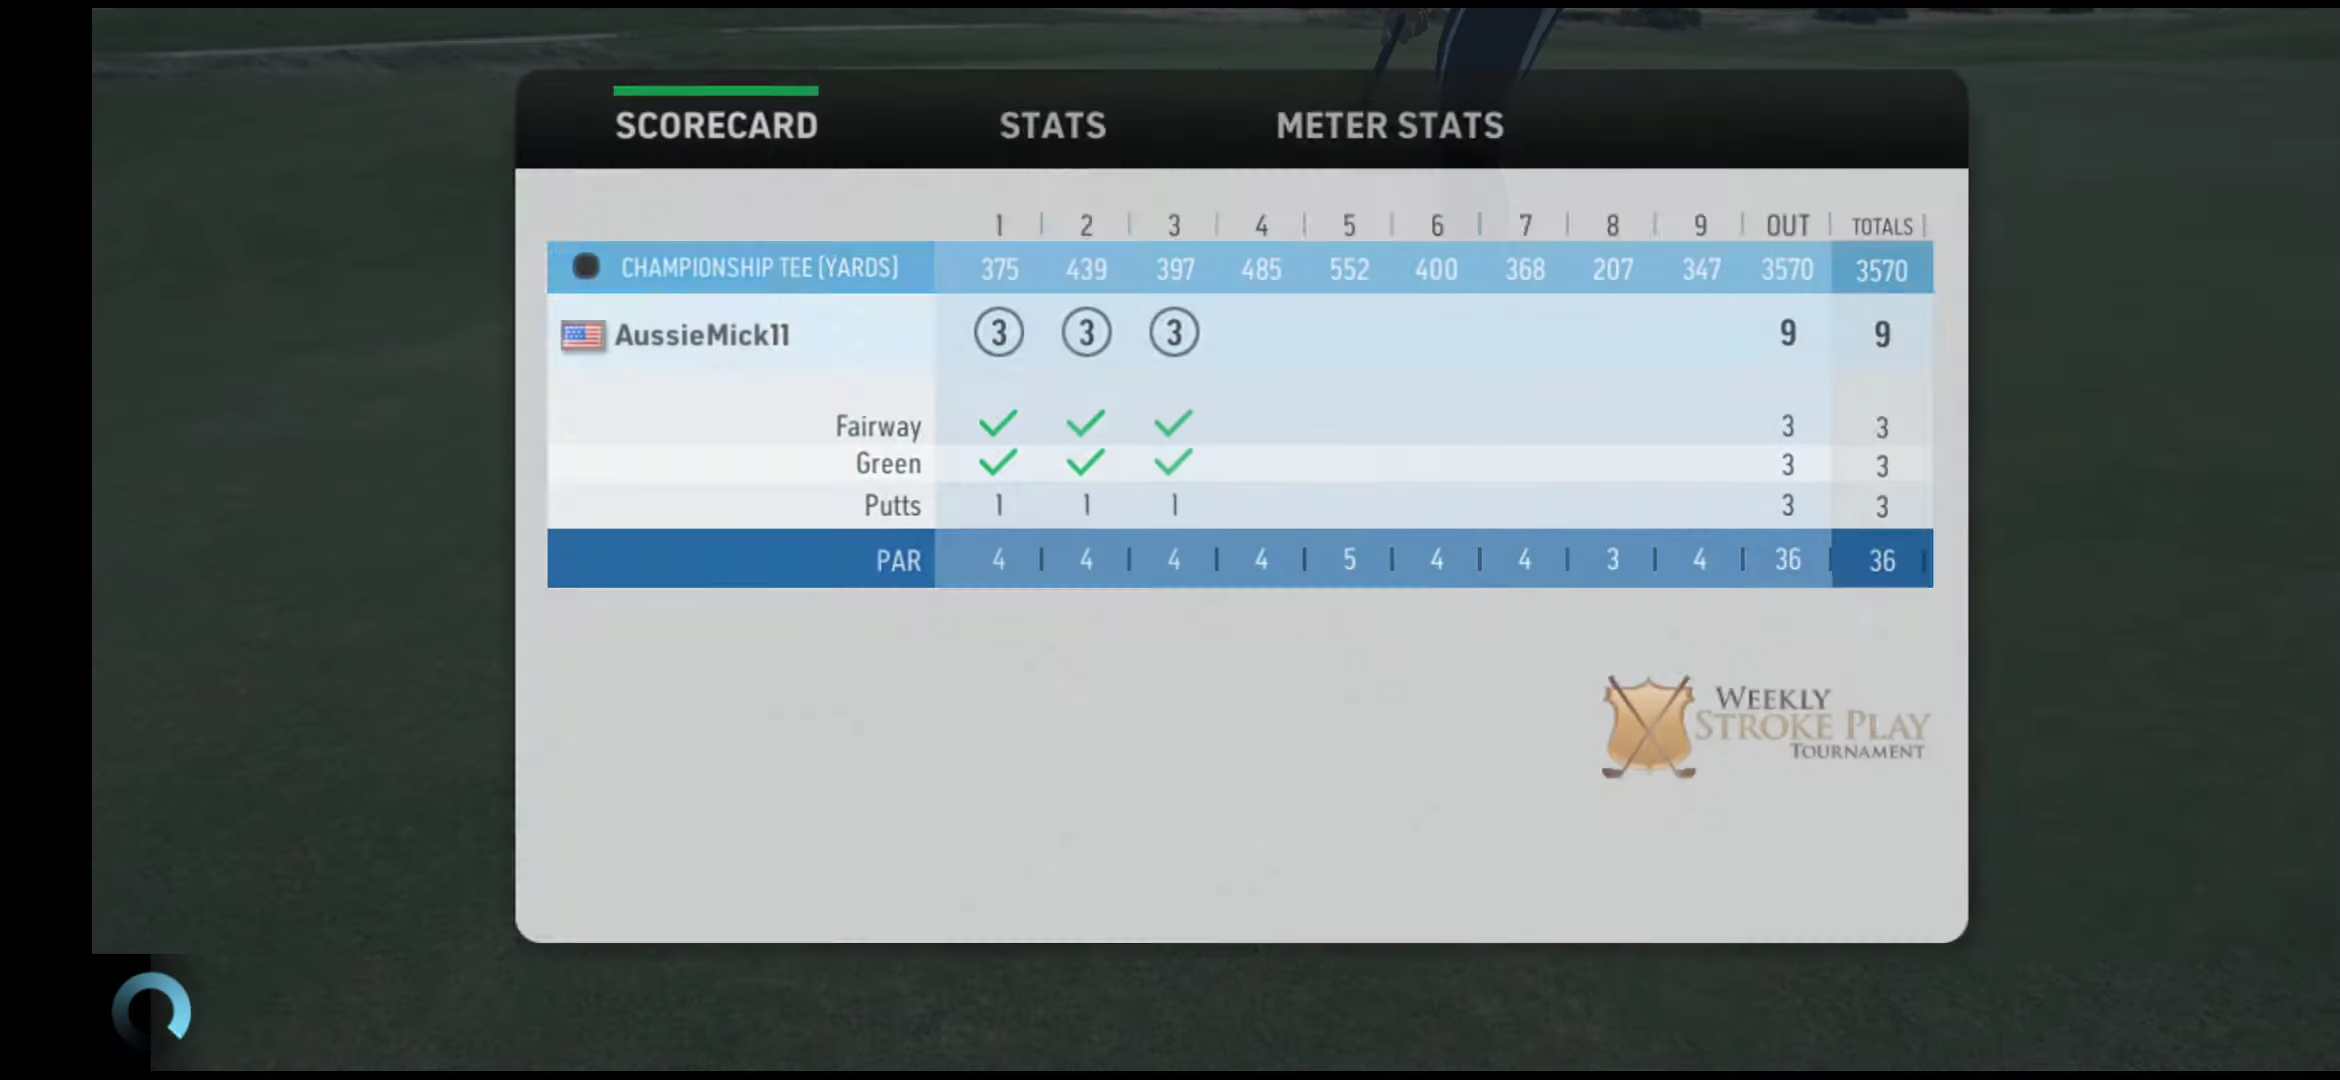 SCORECARD STATS METER STATS
1 2 3 4 5 6 7 8 9 OUT TOTALS
CHAMPIONSHIP TEE (YARDS) 375 439 397 485 552 400 368 207 347 3570 3570
AussieMick11 3 3 3 9 9
Fairway 3 3
Green 3 3
Putts 1 1 1 3 3
PAR 4 4 4 4 5 4 4 3 4 36 36
WEEKLY
STROKE PLAY
TOURNAMENT